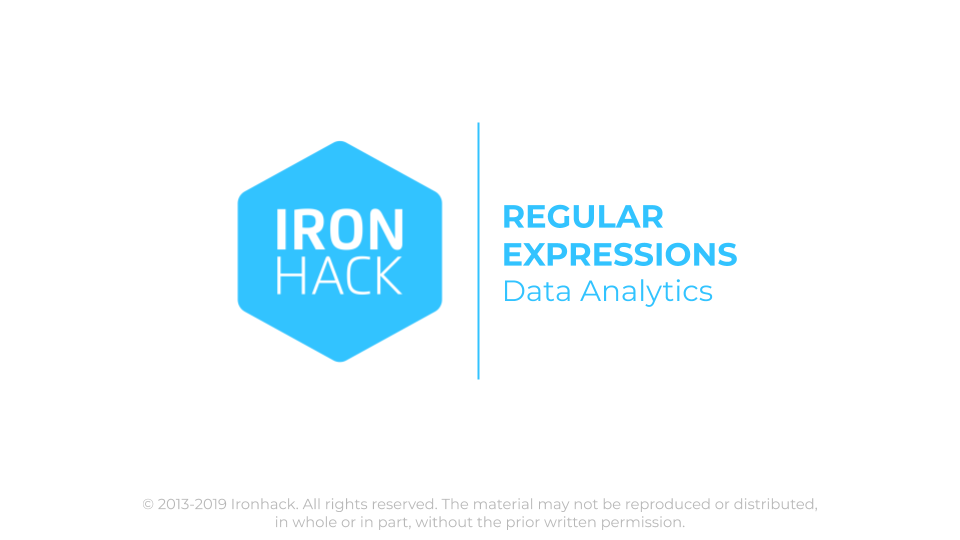 IRON
HACK
REGULAR
EXPRESSIONS
Data Analytics
© 2013-2019 Ironhack. All rights reserved. The material may not be reproduced or distributed,
in whole or in part, without the prior written permission.